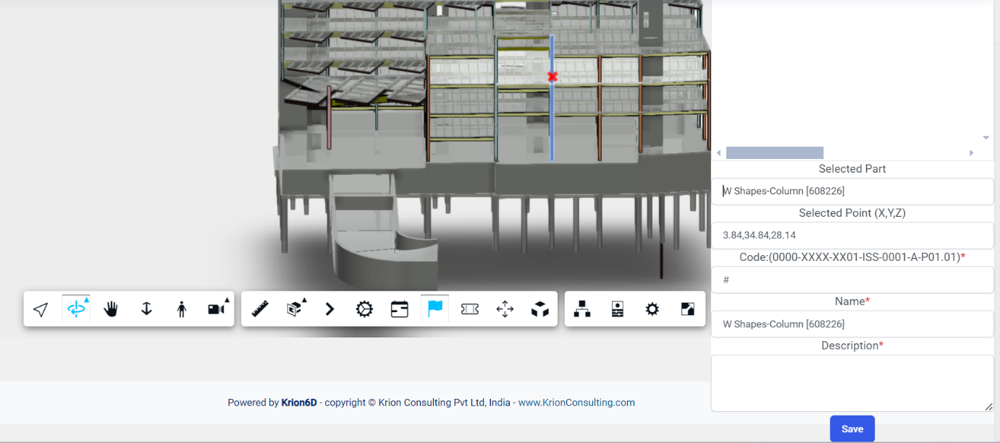 Selected Part
W Shapes-Column [608226]
Selected Point (X,Y,Z)
3.84,34.84,28.14
Code:(0000-XXXX-XX01-ISS-0001-A-P01.01)*
#
Name*
W Shapes-Column [608226]
Description*
Save
Powered by Krion6D - copyright © Krion Consulting Pvt Ltd, India - www.KrionConsulting.com